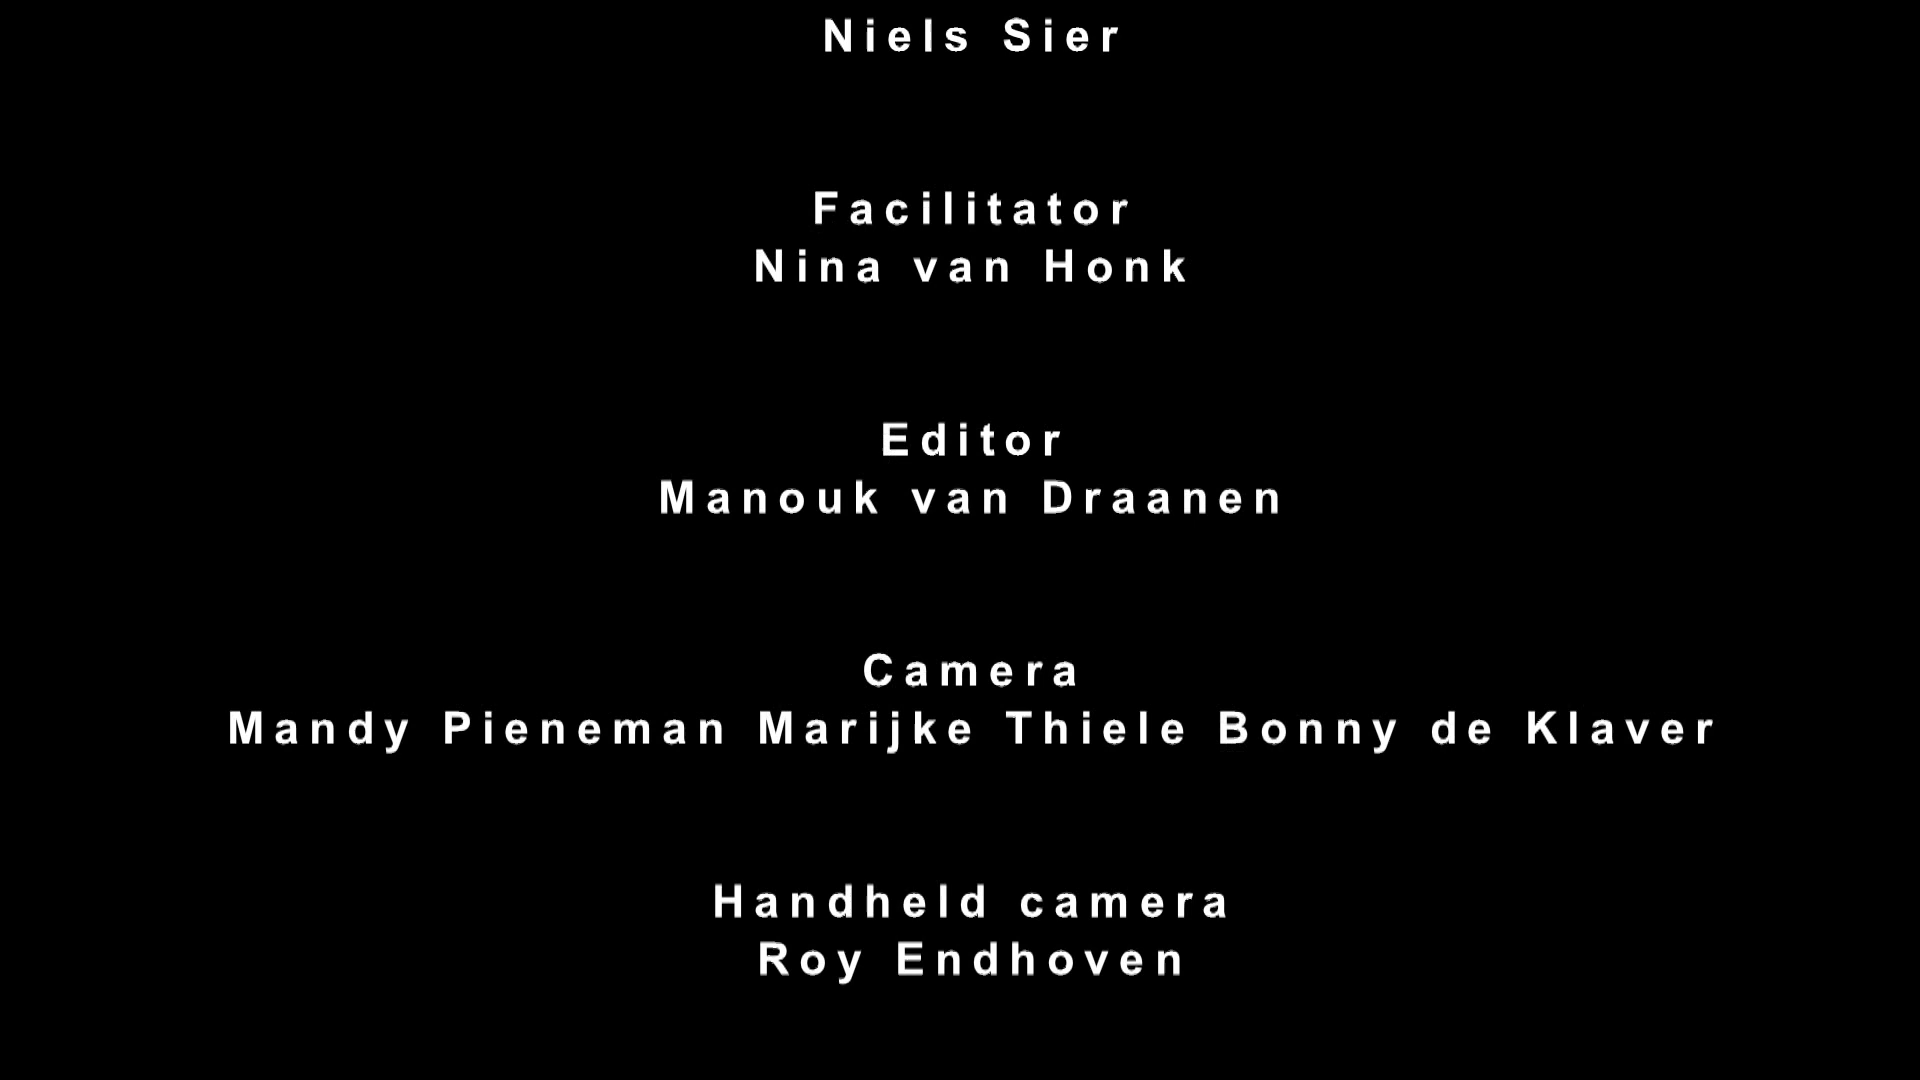 Niels Sier
Facilitator
Nina van Honk
Editor
Manouk van Draanen
Camera
Mandy Pieneman Marijke Thiele Bonny de Klaver
Handheld camera
Roy Endhoven